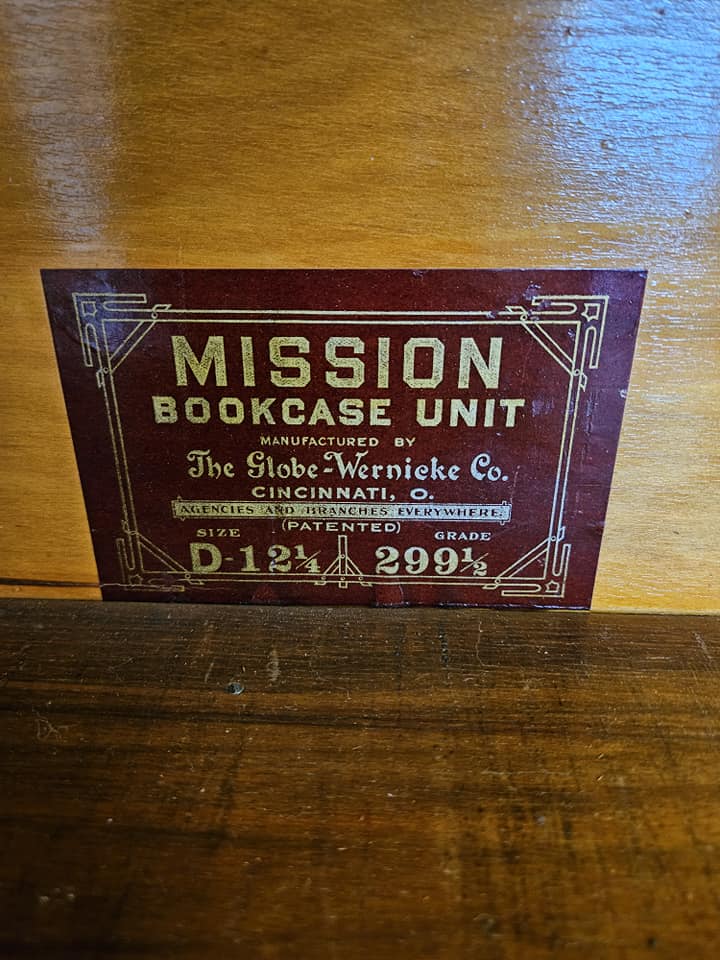 MISSION
BOOKCASE UNIT
MANUFACTURED BY
The Globe-Wernicke Co.
CINCINNATI, O.
AGENCIES AND BRANCHES EVERYWHERE.
(PATENTED)
SIZE GRADE
D-12¼ 299½